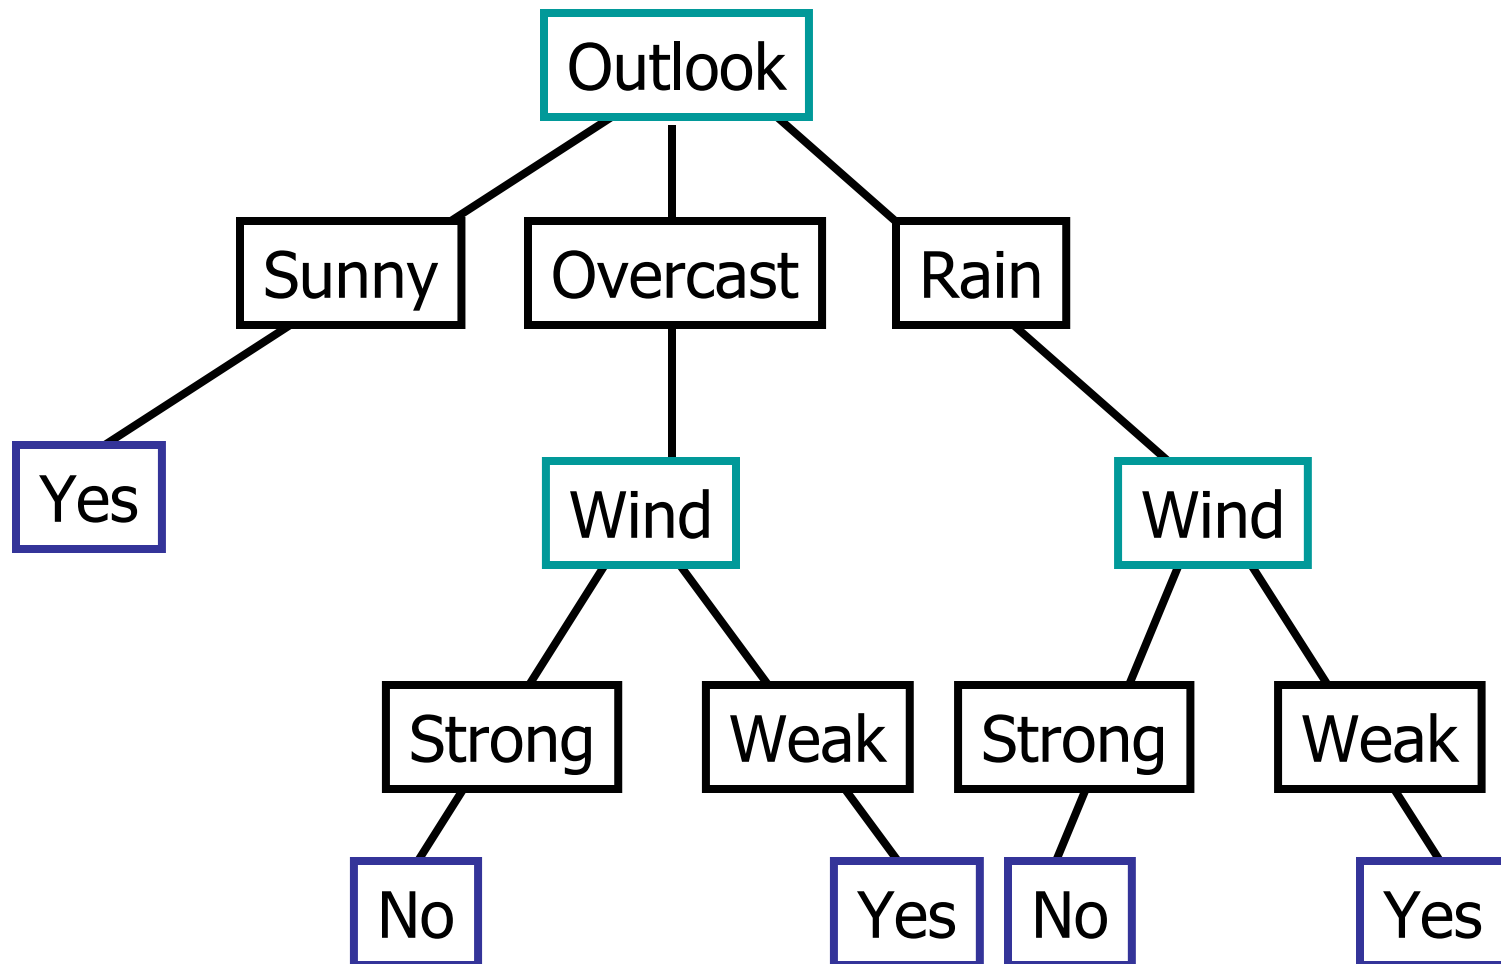 Outlook
Sunny Overcast Rain
Yes
Wind Wind
Strong Weak Strong Weak
No Yes No Yes